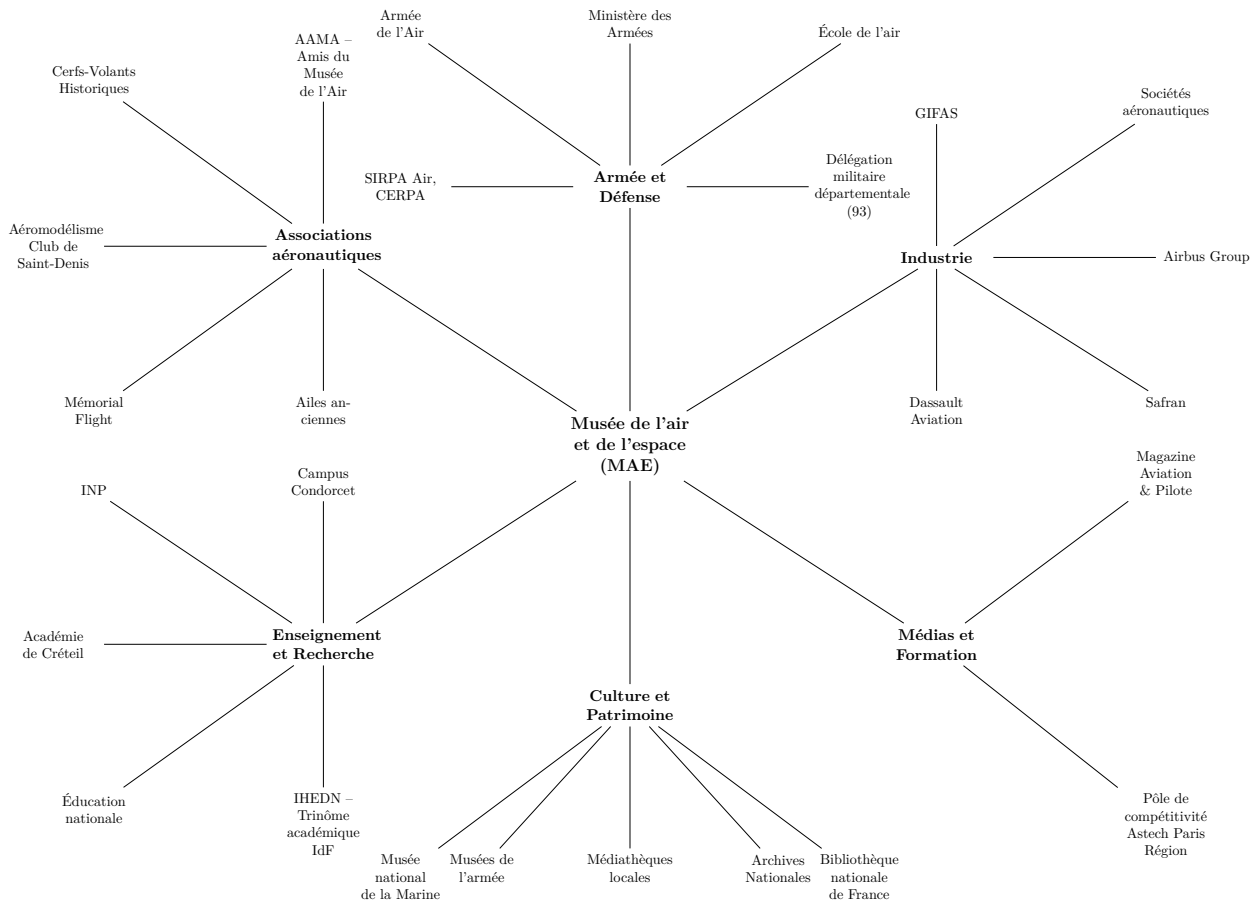 Armée
de l'Air
Ministère des
Armées
École de l'air
AAMA –
Amis du
Musée
de l'Air
Cerfs-Volants
Historiques
Sociétés
aéronautiques
GIFAS
SIRPA Air,
CERPA
Armée et
Défense
Délégation
militaire
départementale
(93)
Aéromodélisme
Club de
Saint-Denis
Associations
aéronautiques
Industrie
Airbus Group
Mémorial
Flight
Ailes an-
ciennes
Dassault
Aviation
Safran
Musée de l'air
et de l'espace
(MAE)
INP
Campus
Condorcet
Magazine
Aviation
& Pilote
Académie
de Créteil
Enseignement
et Recherche
Médias et
Formation
Culture et
Patrimoine
Éducation
nationale
IHEDN –
Trinôme
académique
IdF
Pôle de
compétitivité
Astech Paris
Région
Musée
national
de la Marine
Musées de
l'armée
Médiathèques
locales
Archives
Nationales
Bibliothèque
nationale
de France